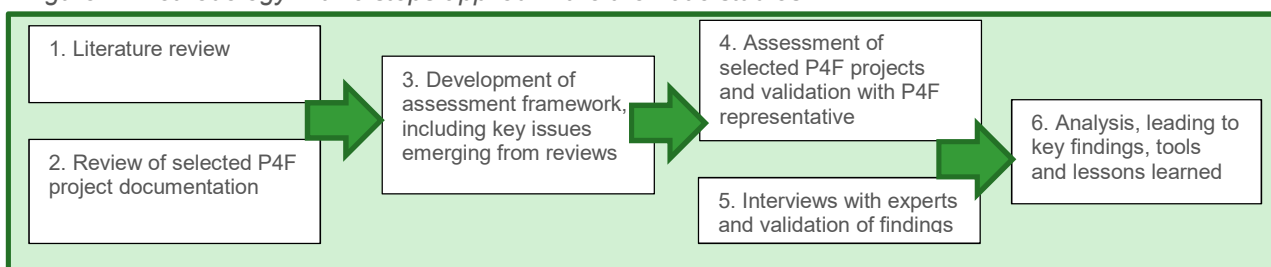 1. Literature review
2. Review of selected P4F
project documentation
3. Development of
assessment framework,
including key issues
emerging from reviews
4. Assessment of
selected P4F projects
and validation with P4F
representative
5. Interviews with experts
and validation of findings
6. Analysis, leading to
key findings, tools
and lessons learned